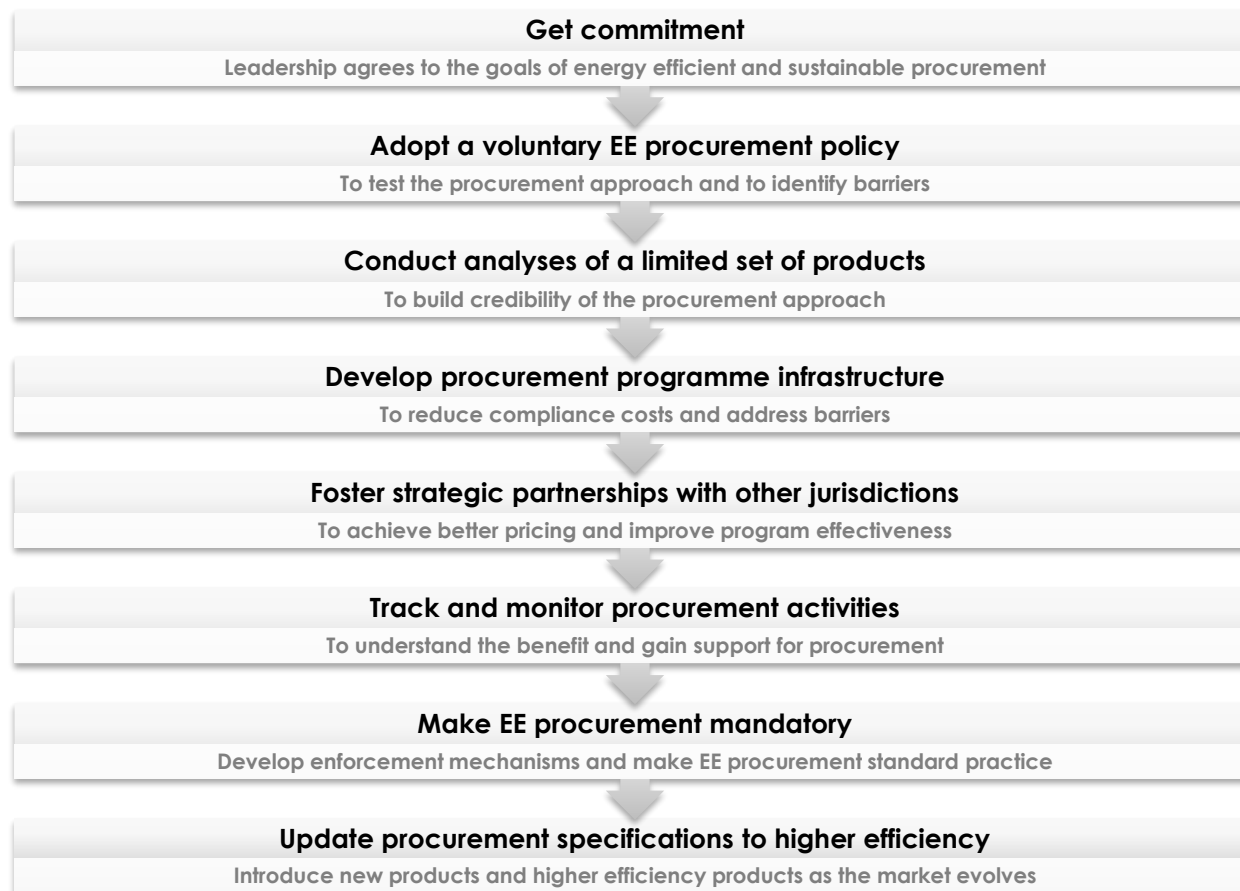 Get commitment
Leadership agrees to the goals of energy efficient and sustainable procurement
Adopt a voluntary EE procurement policy
To test the procurement approach and to identify barriers
Conduct analyses of a limited set of products
To build credibility of the procurement approach
Develop procurement programme infrastructure
To reduce compliance costs and address barriers
Foster strategic partnerships with other jurisdictions
To achieve better pricing and improve program effectiveness
Track and monitor procurement activities
To understand the benefit and gain support for procurement
Make EE procurement mandatory
Develop enforcement mechanisms and make EE procurement standard practice
Update procurement specifications to higher efficiency
Introduce new products and higher efficiency products as the market evolves